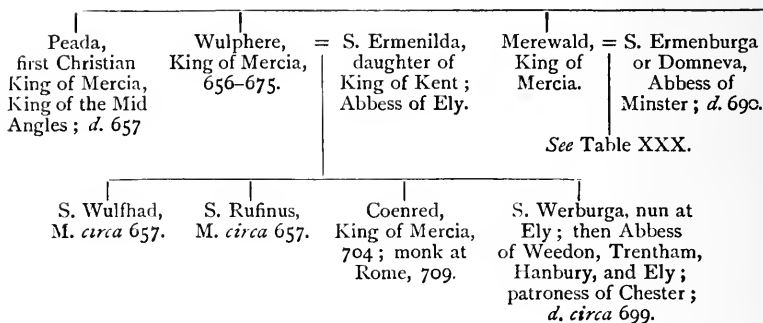 Peada,
first Christian
King of Mercia,
King of the Mid
Angles ; d. 657
Wulphere,
King of Mercia,
656–675.
=
S. Ermenilda,
daughter of
King of Kent ;
Abbess of Ely.
Merewald,
King of
Mercia.
=
S. Ermenburga
or Domneva,
Abbess of
Minster ; d. 690.
See Table XXX.
S. Wulfhad,
M. circa 657.
S. Rufinus,
M. circa 657.
Coenred,
King of Mercia,
704 ; monk at
Rome, 709.
S. Werburga, nun at
Ely ; then Abbess
of Weedon, Trentham,
Hanbury, and Ely ;
patroness of Chester ;
d. circa 699.